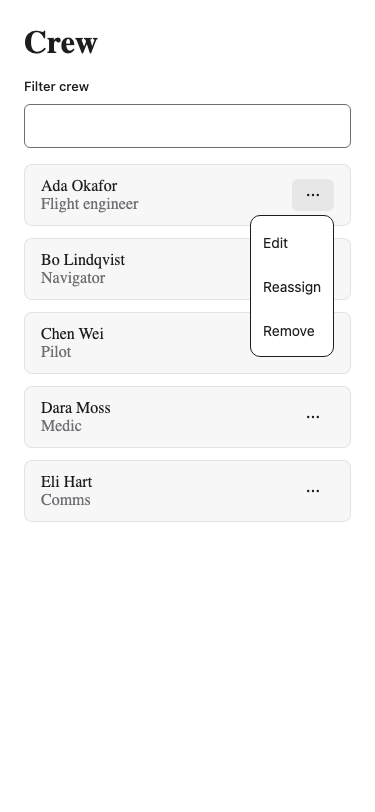 Crew
Filter crew
Ada Okafor
Flight engineer
...
Edit
Reassign
Remove
Bo Lindqvist
Navigator
Chen Wei
Pilot
Dara Moss
Medic
...
Eli Hart
Comms
...